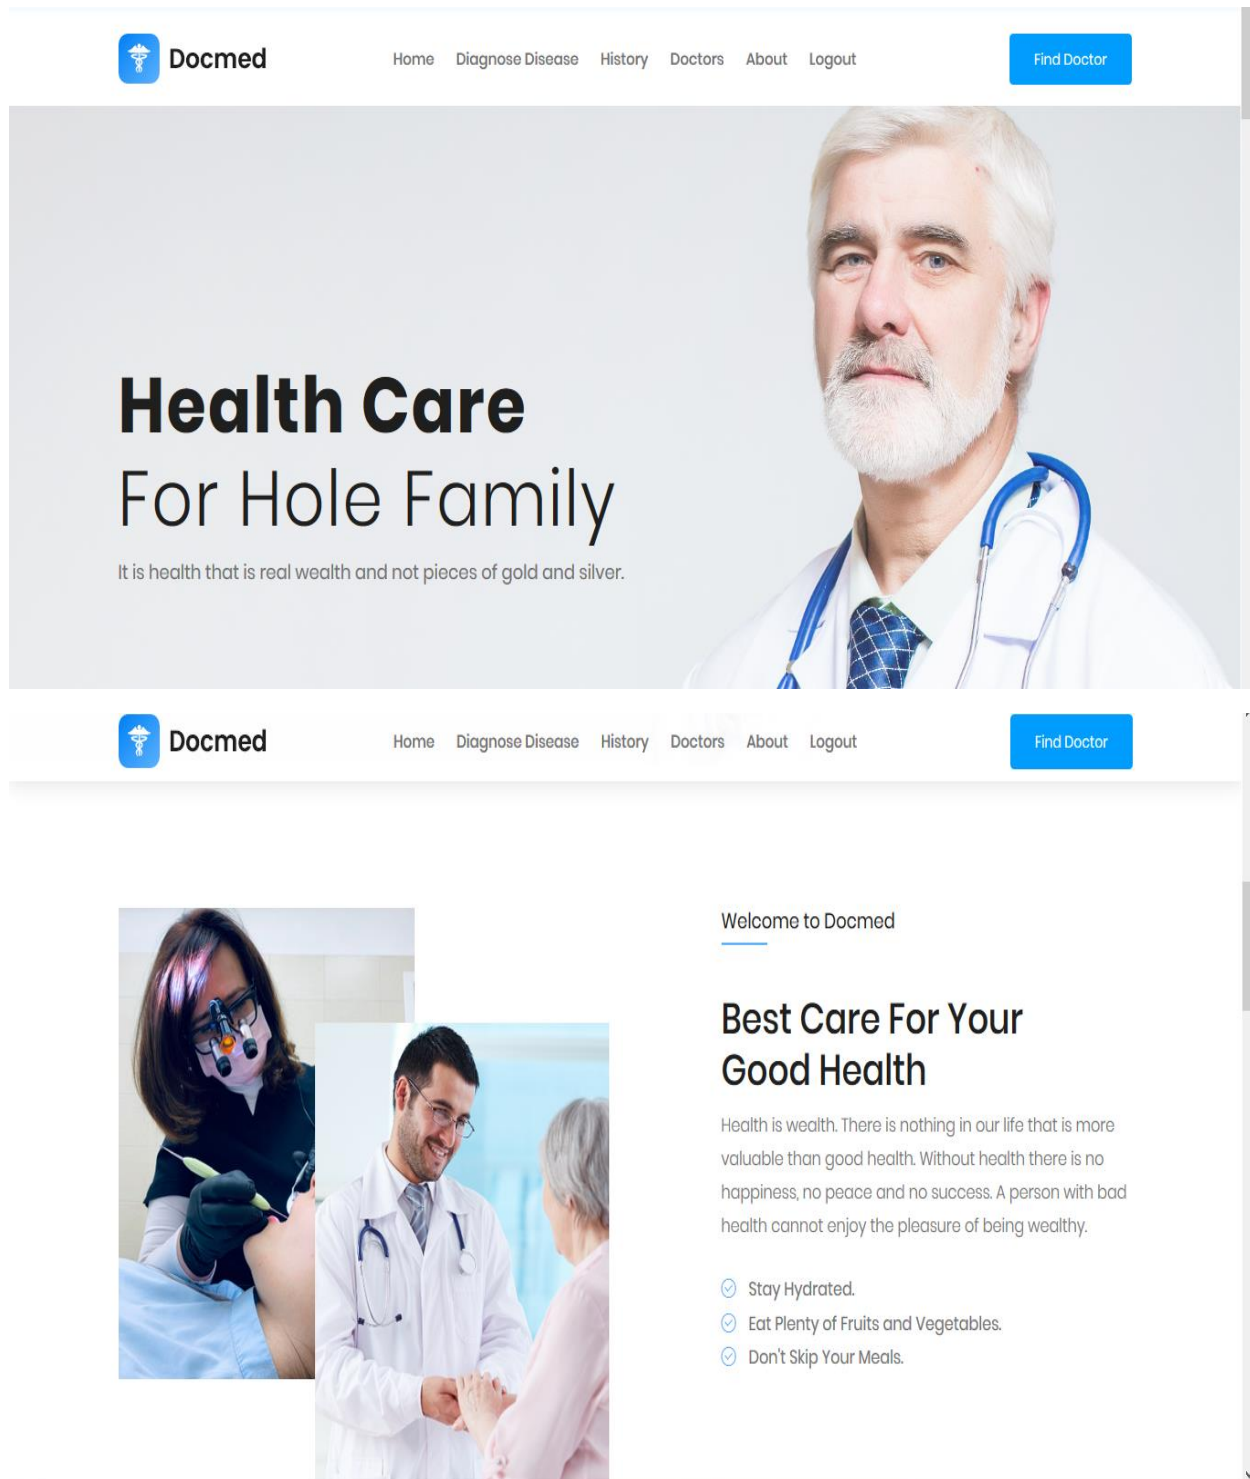 Docmed
Home Diagnose Disease History Doctors About Logout
Find Doctor
Health Care
For Hole Family
It is health that is real wealth and not pieces of gold and silver.
Docmed
Home Diagnose Disease History Doctors About Logout
Find Doctor
Welcome to Docmed
Best Care For Your
Good Health
Health is wealth. There is nothing in our life that is more
valuable than good health. Without health there is no
happiness, no peace and no success. A person with bad
health cannot enjoy the pleasure of being wealthy.
Stay Hydrated.
Eat Plenty of Fruits and Vegetables.
Don't Skip Your Meals.